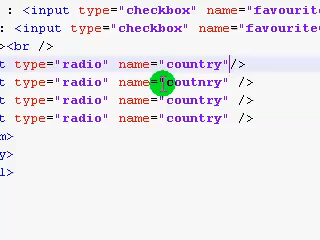 : <input type="checkbox" name="favourite
: <input type="checkbox" name="favourite
><br />
t type="radio" name="country"/>
t type="radio" name="coutnry" />
t type="radio" name="country" />
t type="radio" name="country" />
m>
y>
l>